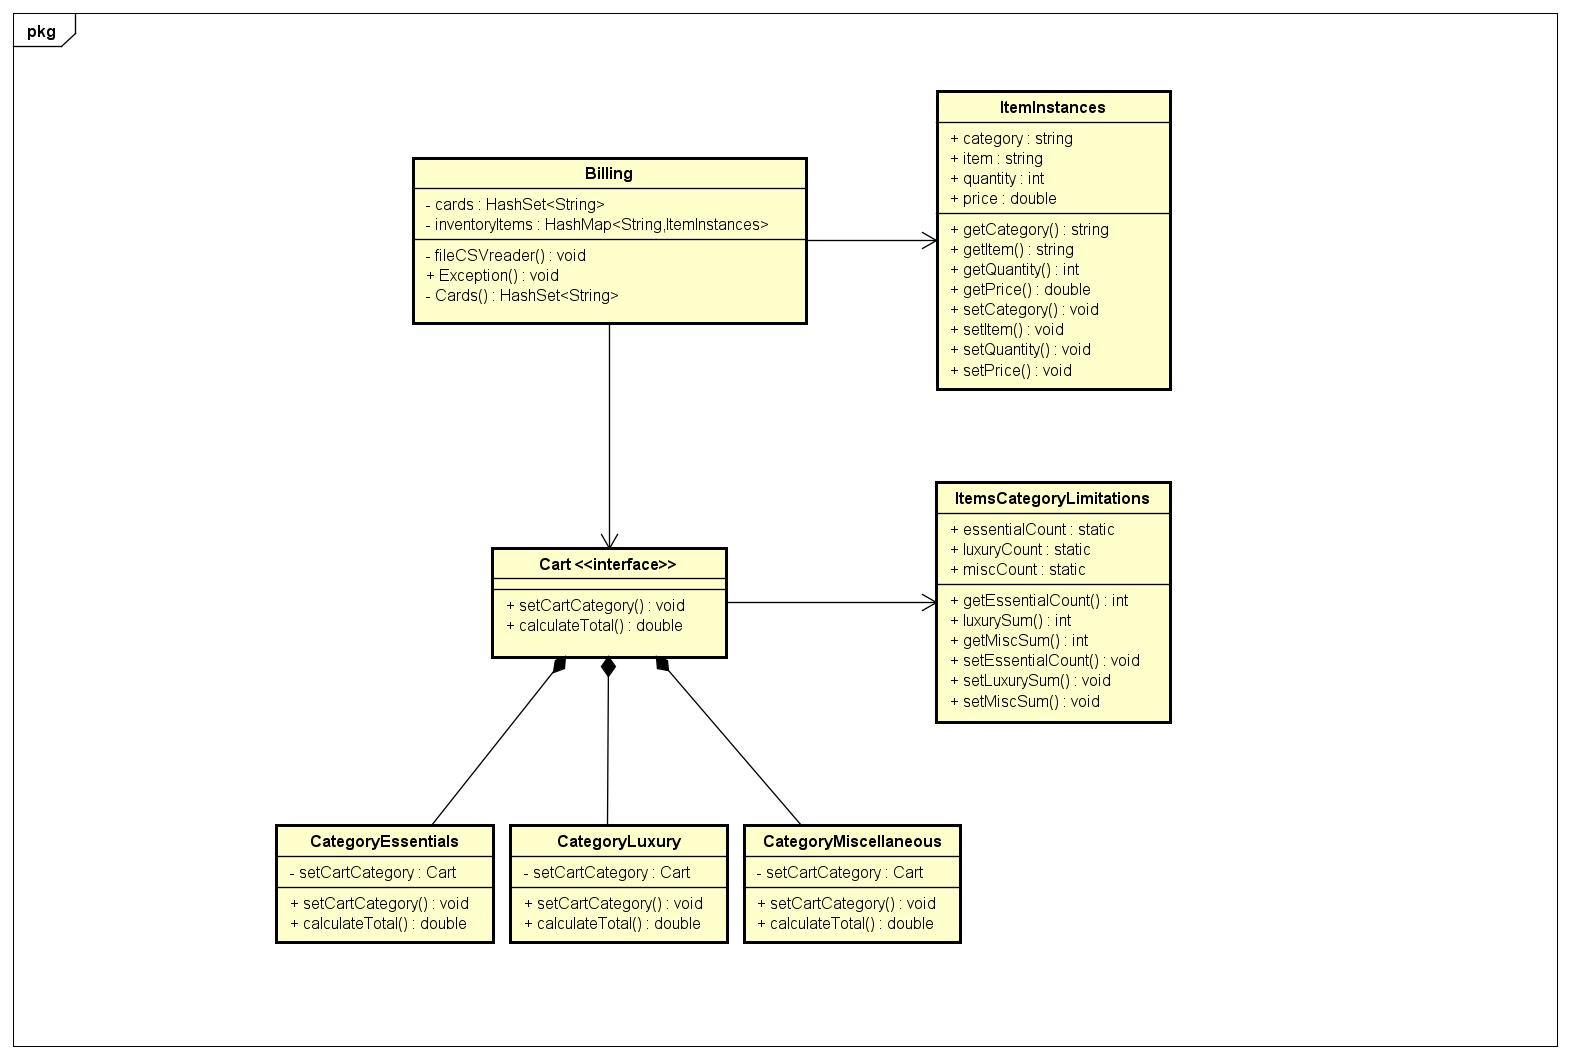 pkg
Billing
- cards : HashSet<String>
- inventoryItems : HashMap<String,ItemInstances>
- fileCSVreader() : void
+ Exception() : void
- Cards() : HashSet<String>
ItemInstances
+ category : string
+ item : string
+ quantity : int
+ price : double
+ getCategory() : string
+ getItem() : string
+ getQuantity() : int
+ getPrice() : double
+ setCategory() : void
+ setItem() : void
+ setQuantity() : void
+ setPrice() : void
Cart <<interface>>
+ setCartCategory() : void
+ calculateTotal() : double
ItemsCategoryLimitations
+ essentialCount : static
+ luxuryCount : static
+ miscCount : static
+ getEssentialCount() : int
+ luxurySum() : int
+ getMiscSum() : int
+ setEssentialCount() : void
+ setLuxurySum() : void
+ setMiscSum() : void
CategoryEssentials
- setCartCategory : Cart
+ setCartCategory() : void
+ calculateTotal() : double
CategoryLuxury
- setCartCategory : Cart
+ setCartCategory() : void
+ calculateTotal() : double
CategoryMiscellaneous
- setCartCategory : Cart
+ setCartCategory() : void
+ calculateTotal() : double